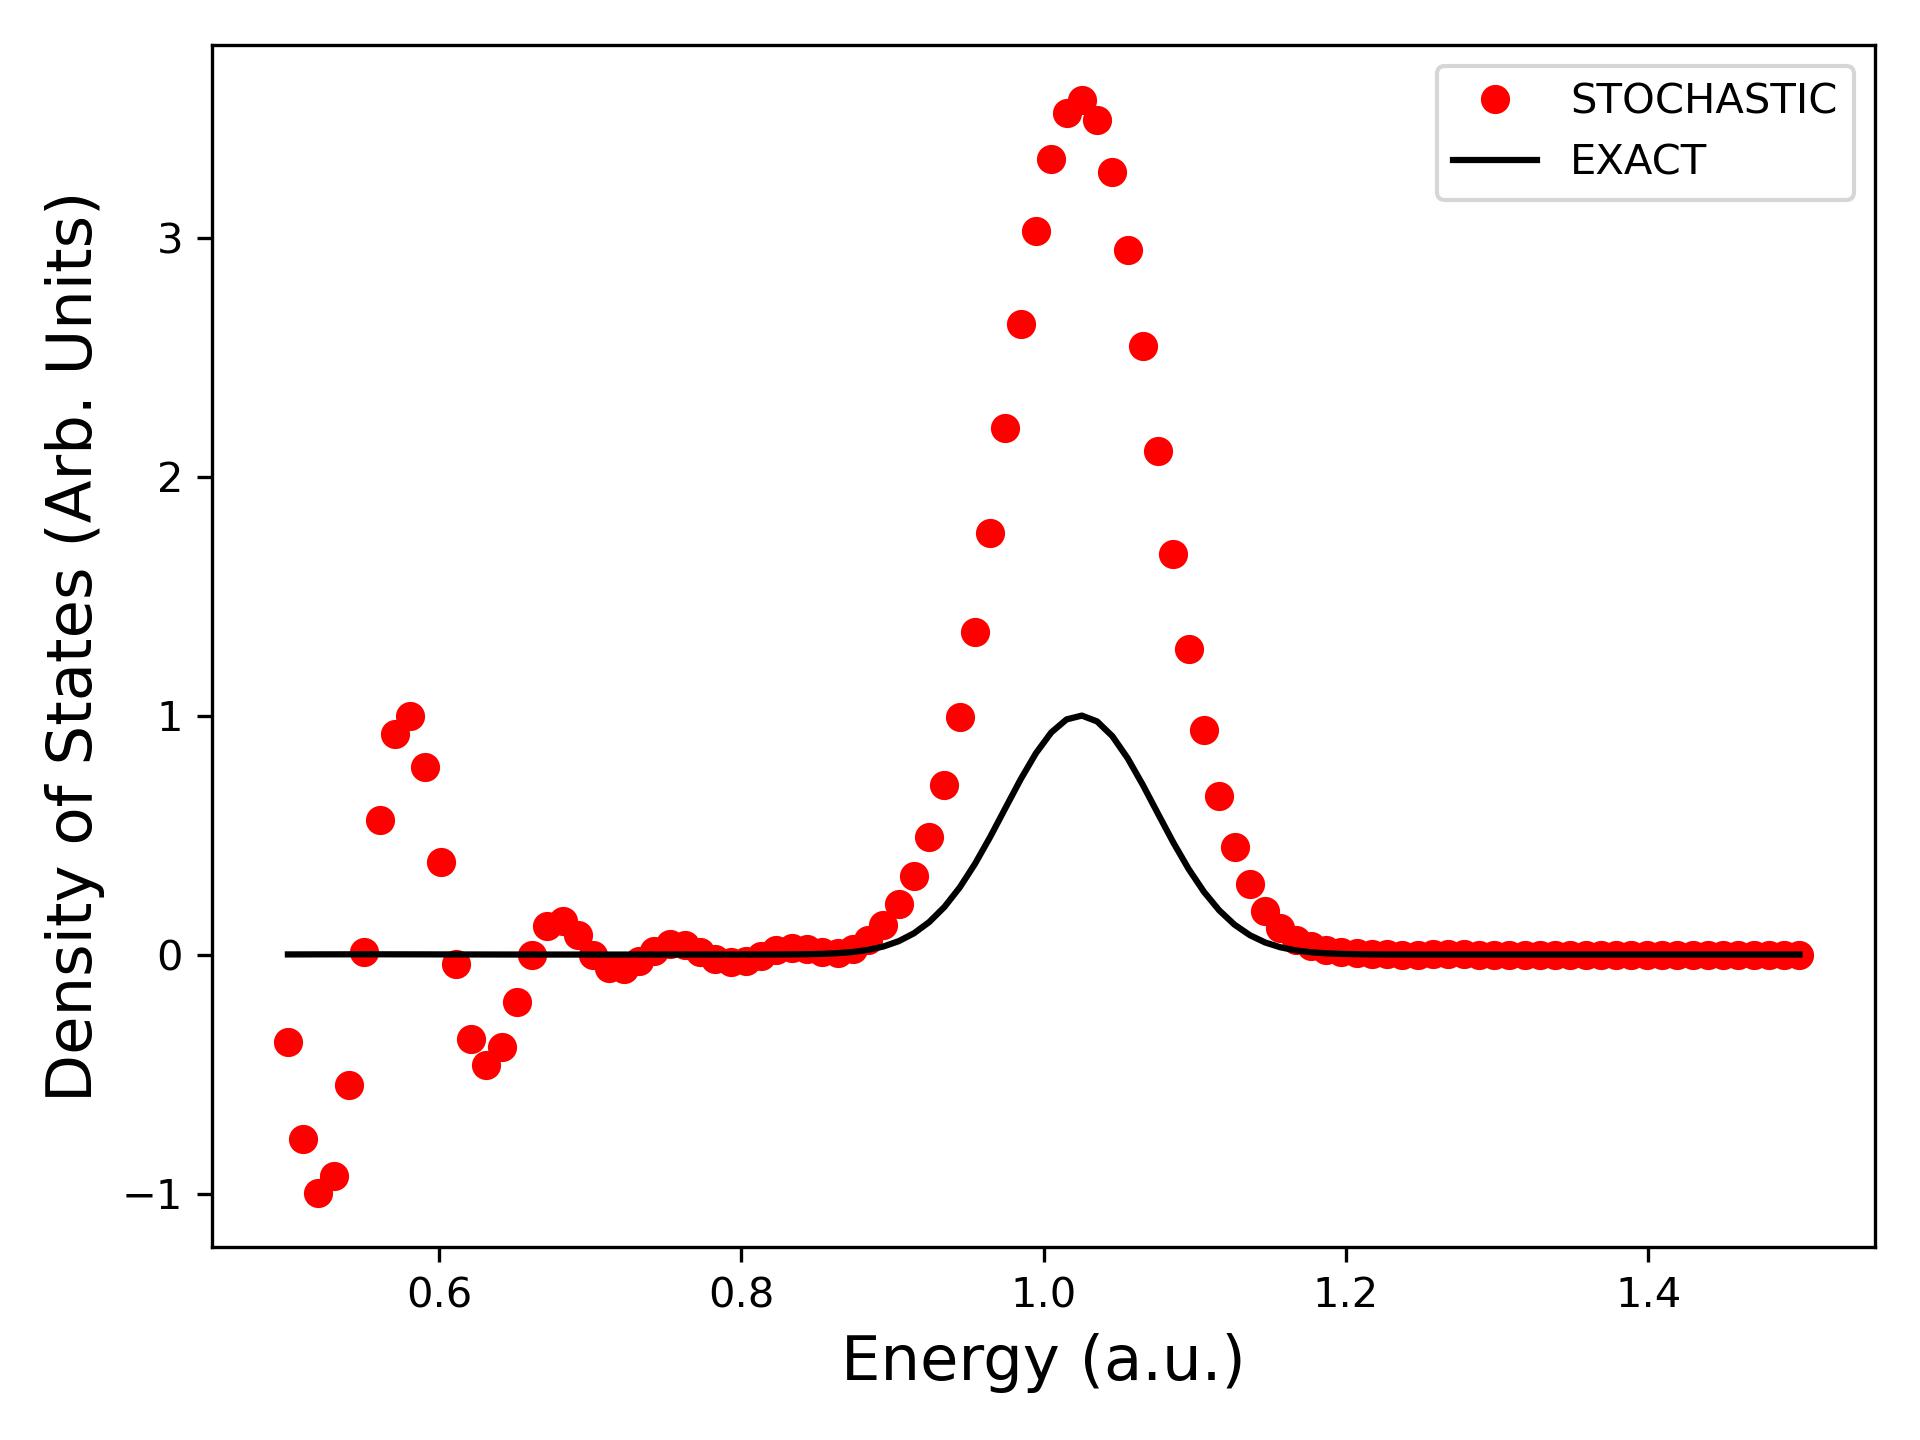 STOCHASTIC
EXACT
Density of States (Arb. Units)
3
2
1
0
−1
0.6
0.8
1.0
1.2
1.4
Energy (a.u.)